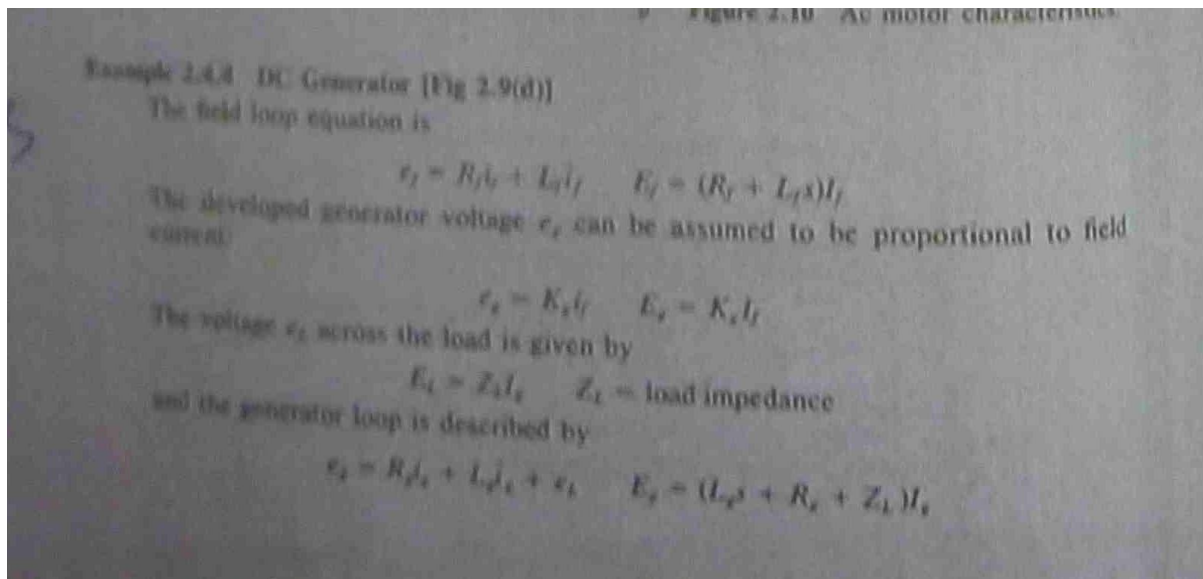 Figure 2.10 Ac motor characteristics.
Example 2.4.4 DC Generator [Fig 2.9(d)]
The field loop equation is
e_f = R_f i_f + L_f i̇_f E_f = (R_f + L_f s)I_f
The developed generator voltage e_g can be assumed to be proportional to field
current:
e_g = K_g i_f E_g = K_g I_f
The voltage e_L across the load is given by
E_L = Z_L I_g Z_L = load impedance
and the generator loop is described by
e_g = R_g i_g + L_g i̇_g + e_L E_g = (L_g s + R_g + Z_L)I_g